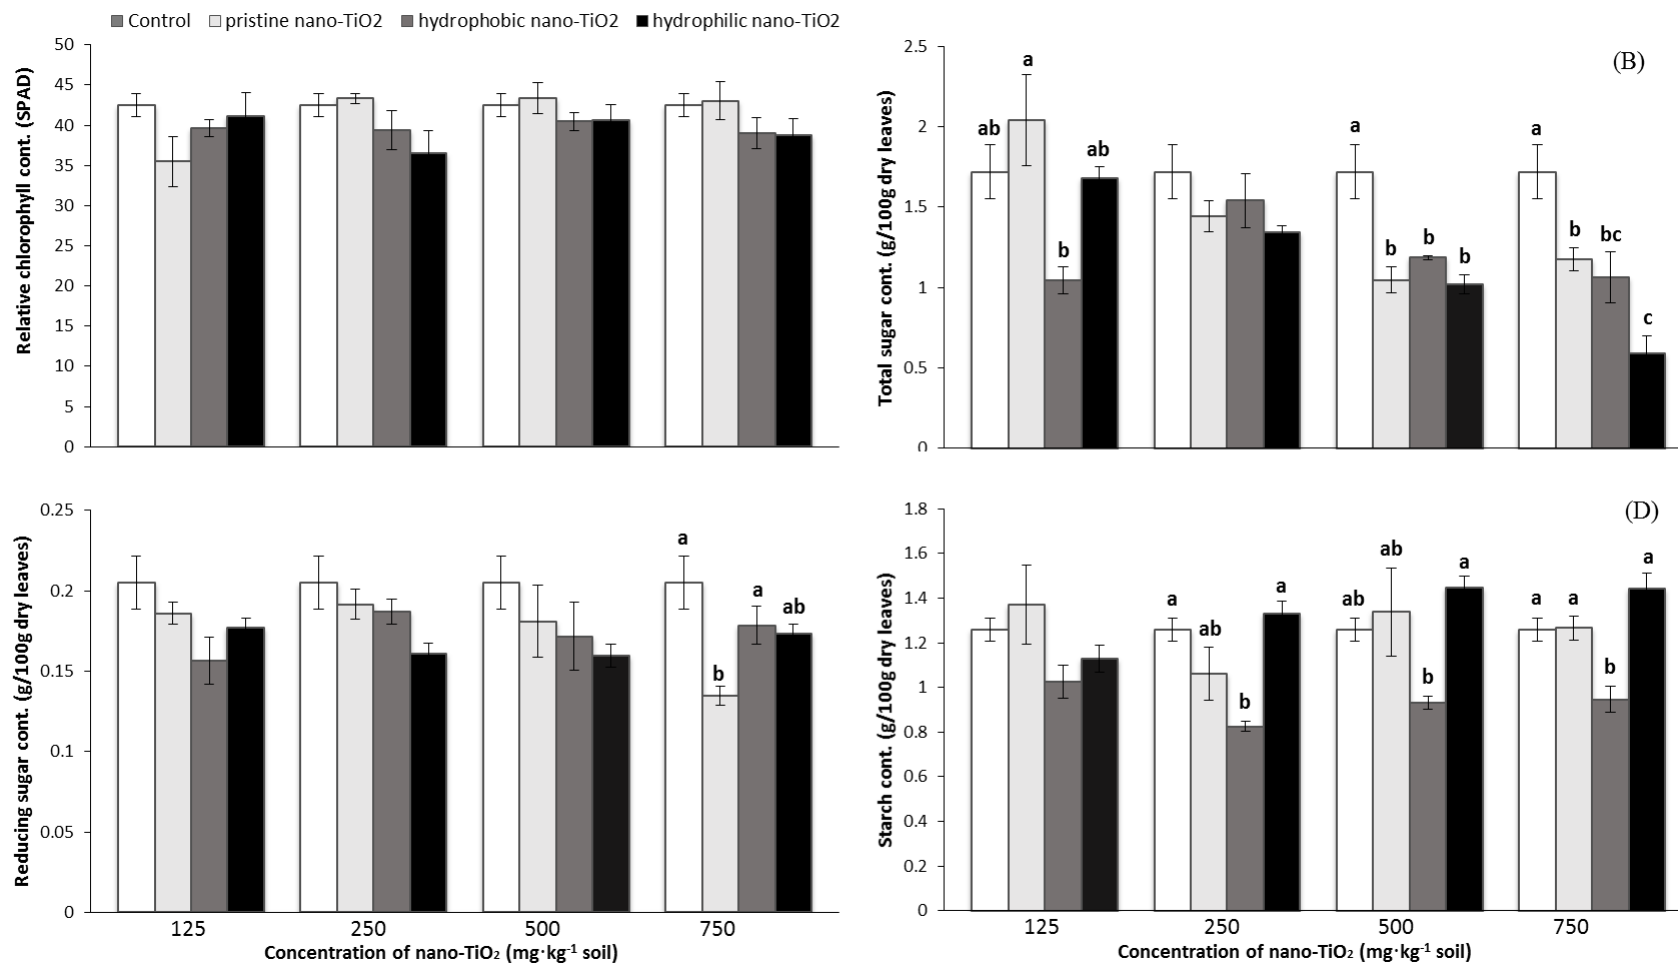 Control pristine nano-TiO2 hydrophobic nano-TiO2 hydrophilic nano-TiO2
Relative chlorophyll cont. (SPAD)
50
45
40
35
30
25
20
15
10
5
0
(B)
Total sugar cont. (g/100g dry leaves)
2.5
2
1.5
1
0.5
0
ab a b ab
a b b b
a b bc c
Reducing sugar cont. (g/100g dry leaves)
0.25
0.2
0.15
0.1
0.05
0
a b a ab
125 250 500 750
Concentration of nano-TiO₂ (mg·kg⁻¹ soil)
(D)
Starch cont. (g/100g dry leaves)
1.8
1.6
1.4
1.2
1
0.8
0.6
0.4
0.2
0
a ab b a
ab ab b a
a a b a
125 250 500 750
Concentration of nano-TiO₂ (mg·kg⁻¹ soil)